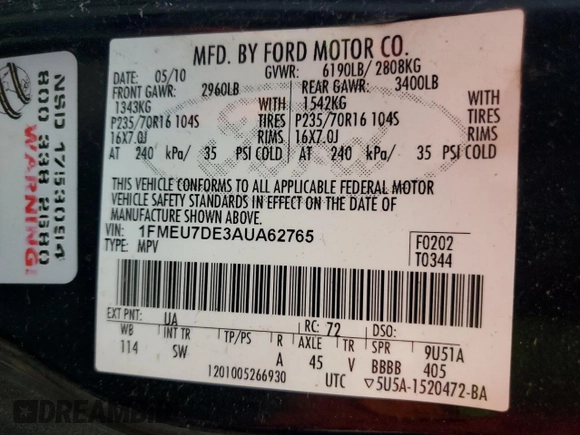 MFD. BY FORD MOTOR CO.
DATE: 05/10 GVWR: 6190LB/ 2808KG
FRONT GAWR: 2960LB REAR GAWR: 3400LB
1343KG WITH 1542KG WITH
P235/70R16 104S TIRES P235/70R16 104S TIRES
16X7.0J RIMS 16X7.0J RIMS
AT 240 kPa/ 35 PSI COLD AT 240 kPa/ 35 PSI COLD
THIS VEHICLE CONFORMS TO ALL APPLICABLE FEDERAL MOTOR
VEHICLE SAFETY STANDARDS IN EFFECT ON THE DATE OF
MANUFACTURE SHOWN ABOVE.
VIN: 1FMEU7DE3AUA62765 F0202
TYPE: MPV T0344
EXT PNT: UA RC: 72 DSO:
WB INT TR TP/PS R AXLE TR SPR 9U51A
114 SW A 45 V BBBB 405
1201005266930 UTC ▽5U5A-1520472-BA
NSD 1753094
800 338 2680
WARNING
DREAMBID